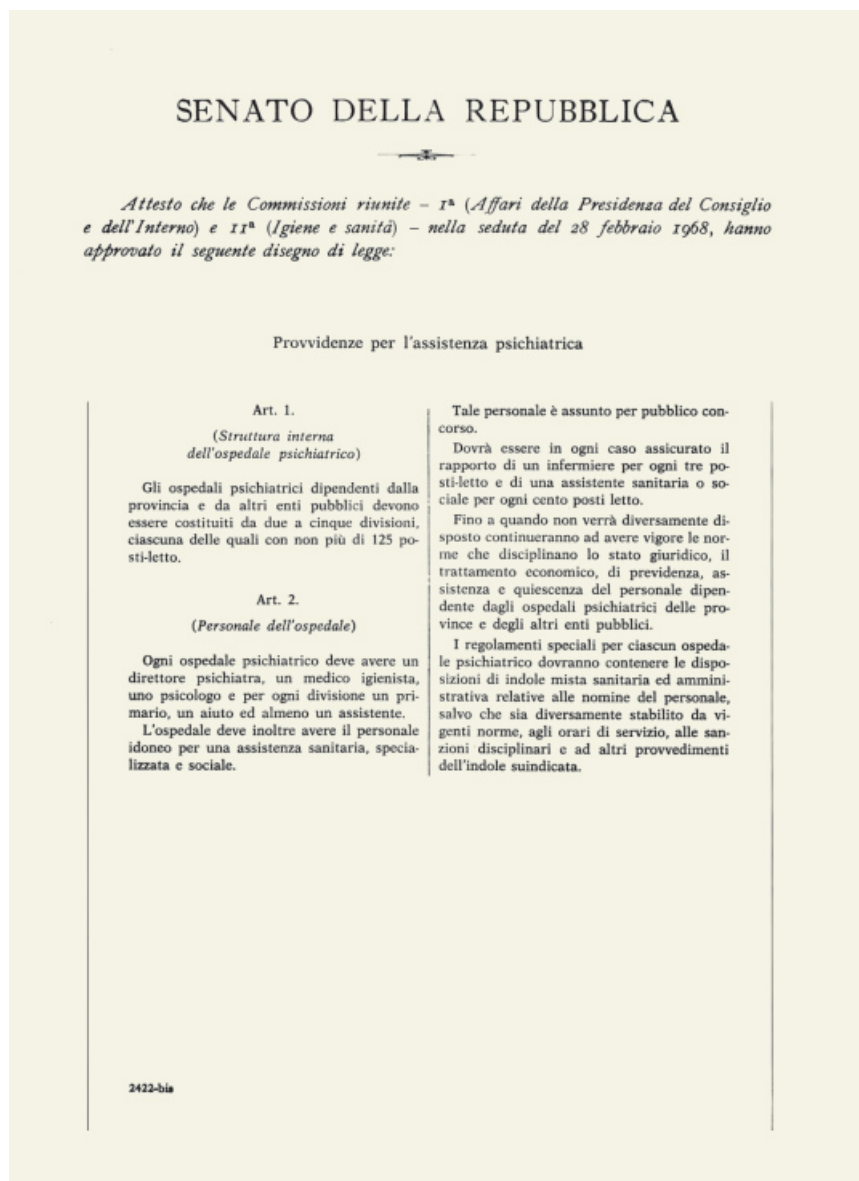 SENATO DELLA REPUBBLICA
Attesto che le Commissioni riunite – 1ª (Affari della Presidenza del Consiglio
e dell'Interno) e 11ª (Igiene e sanità) – nella seduta del 28 febbraio 1968, hanno
approvato il seguente disegno di legge:
Provvidenze per l'assistenza psichiatrica
Art. 1.
(Struttura interna
dell'ospedale psichiatrico)
Gli ospedali psichiatrici dipendenti dalla
provincia e da altri enti pubblici devono
essere costituiti da due a cinque divisioni,
ciascuna delle quali con non più di 125 po-
sti-letto.
Art. 2.
(Personale dell'ospedale)
Ogni ospedale psichiatrico deve avere un
direttore psichiatra, un medico igienista,
uno psicologo e per ogni divisione un pri-
mario, un aiuto ed almeno un assistente.
L'ospedale deve inoltre avere il personale
idoneo per una assistenza sanitaria, specia-
lizzata e sociale.
Tale personale è assunto per pubblico con-
corso.
Dovrà essere in ogni caso assicurato il
rapporto di un infermiere per ogni tre po-
sti-letto e di una assistente sanitaria o so-
ciale per ogni cento posti letto.
Fino a quando non verrà diversamente di-
sposto continueranno ad avere vigore le nor-
me che disciplinano lo stato giuridico, il
trattamento economico, di previdenza, as-
sistenza e quiescenza del personale dipen-
dente dagli ospedali psichiatrici delle pro-
vince e degli altri enti pubblici.
I regolamenti speciali per ciascun ospeda-
le psichiatrico dovranno contenere le dispo-
sizioni di indole mista sanitaria ed ammini-
strativa relative alle nomine del personale,
salvo che sia diversamente stabilito da vi-
genti norme, agli orari di servizio, alle san-
zioni disciplinari e ad altri provvedimenti
dell'indole suindicata.
2422-bis